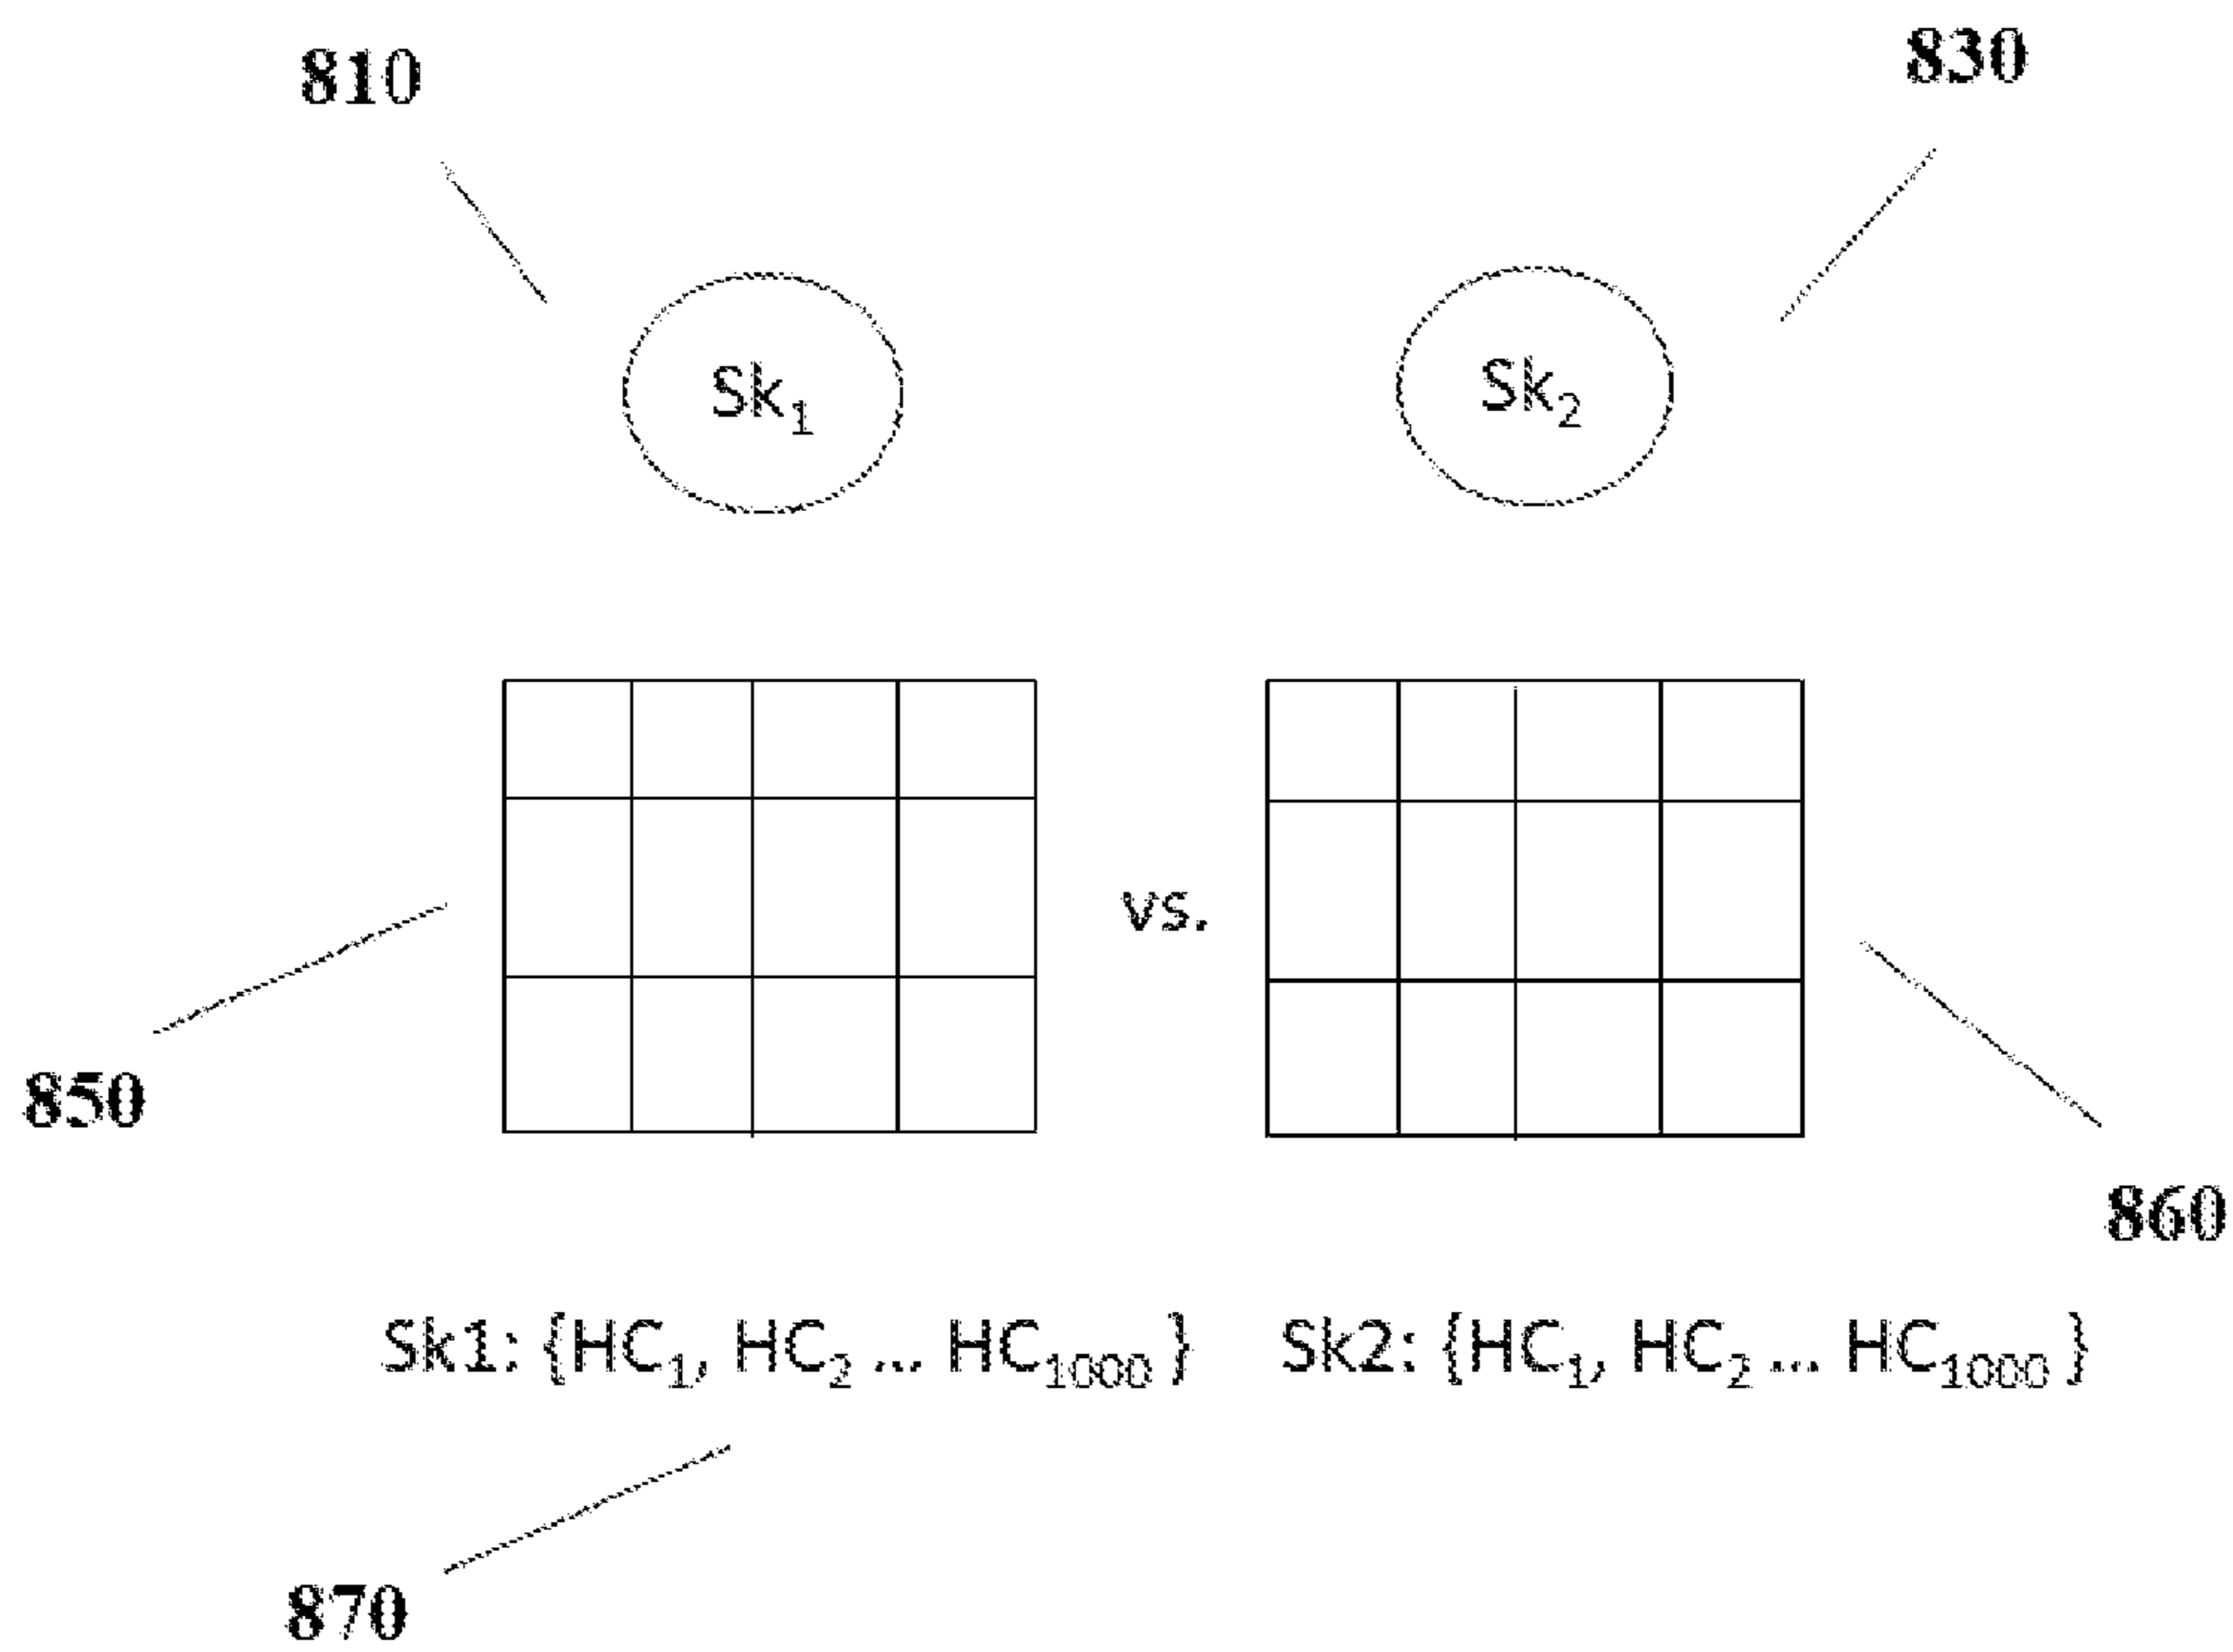 810
830
Sk₁
Sk₂
vs.
850
860
Sk1: {HC₁, HC₂ ... HC₁₀₀₀ }
Sk2: {HC₁, HC₂ ... HC₁₀₀₀ }
870